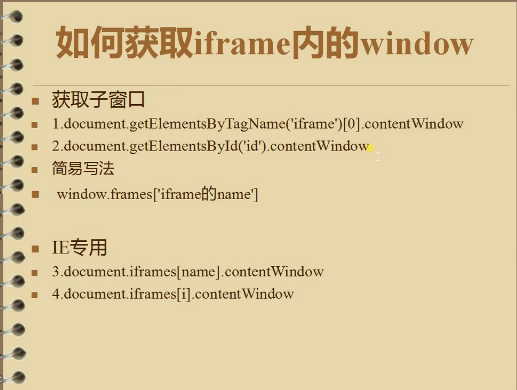 如何获取iframe内的window
获取子窗口
1.document.getElementsByTagName('iframe')[0].contentWindow
2.document.getElementsById('id').contentWindow
简易写法
window.frames['iframe的name']
IE专用
3.document.iframes[name].contentWindow
4.document.iframes[i].contentWindow